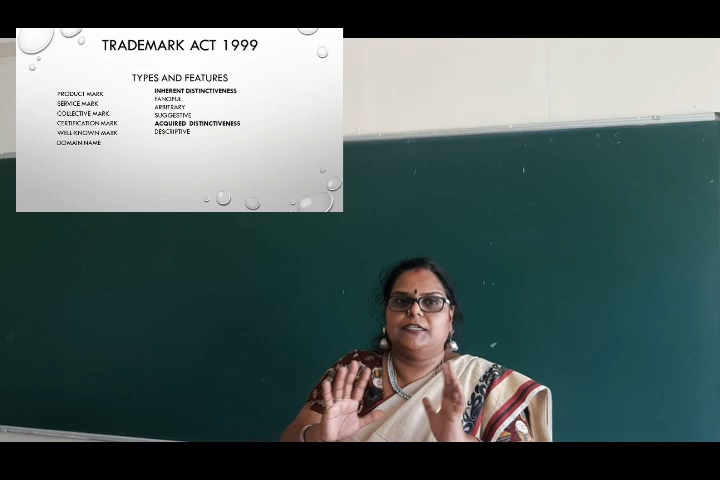 TRADEMARK ACT 1999
TYPES AND FEATURES
PRODUCT MARK
SERVICE MARK
COLLECTIVE MARK
CERTIFICATION MARK
WELL KNOWN MARK
DOMAIN NAME
INHERENT DISTINCTIVENESS
FANCIFUL
ARBITRARY
SUGGESTIVE
ACQUIRED DISTINCTIVENESS
DESCRIPTIVE